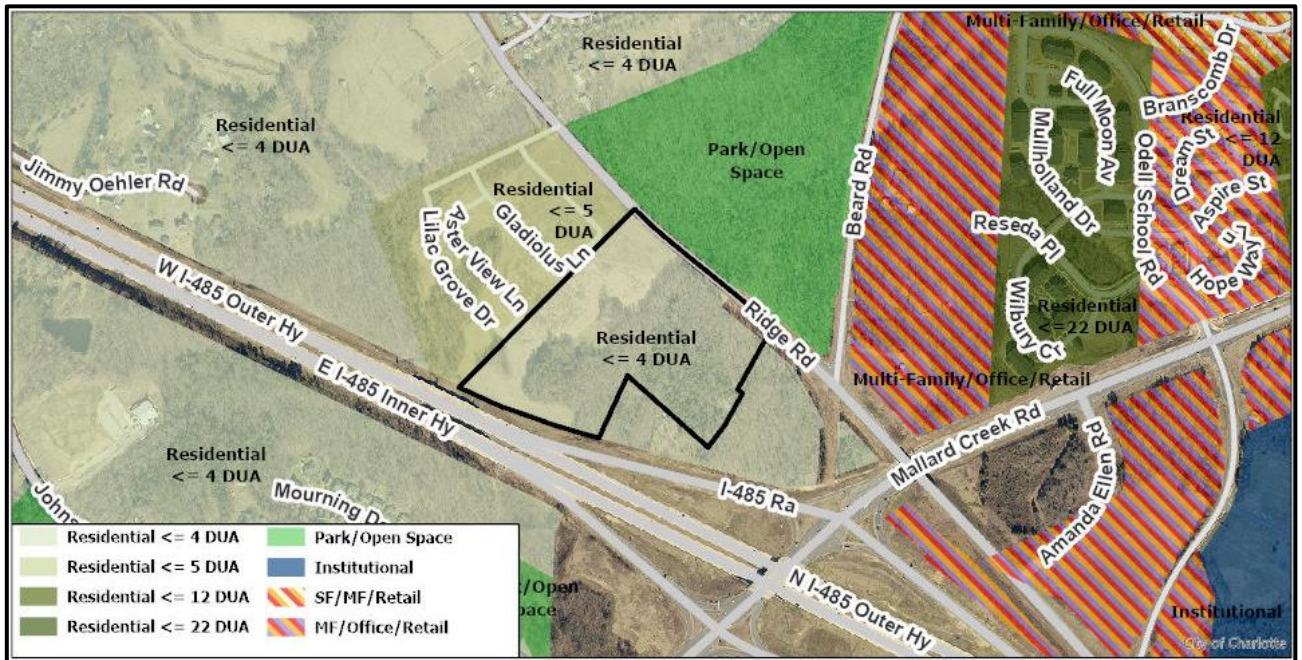 Multi-Family/Office/Retail
Residential
<= 4 DUA
Branscomb Dr
Full Moon Av
Residential
<= 4 DUA
Residential
<= 12
DUA
Mullholland Dr
Odell School Rd
Dream St
Park/Open
Space
Beard Rd
Jimmy Oehler Rd
Residential
<= 5
DUA
Aspire St
Gladiolus Ln
Aster View Ln
Lilac Grove Dr
Reseda Pl
Hope Way
W I-485 Outer Hy
Wilbury Ct
Residential
<=22 DUA
Ridge Rd
Residential
<= 4 DUA
E I-485 Inner Hy
Multi-Family/Office/Retail
Mallard Creek Rd
Residential
<= 4 DUA
Mourning D
I-485 Ra
Amanda Ellen Rd
Johns
N I-485 Outer Hy
Residential <= 4 DUA
Park/Open Space
Residential <= 5 DUA
Institutional
Residential <= 12 DUA
SF/MF/Retail
Residential <= 22 DUA
MF/Office/Retail
k/Open
pace
Institutional
City of Charlotte